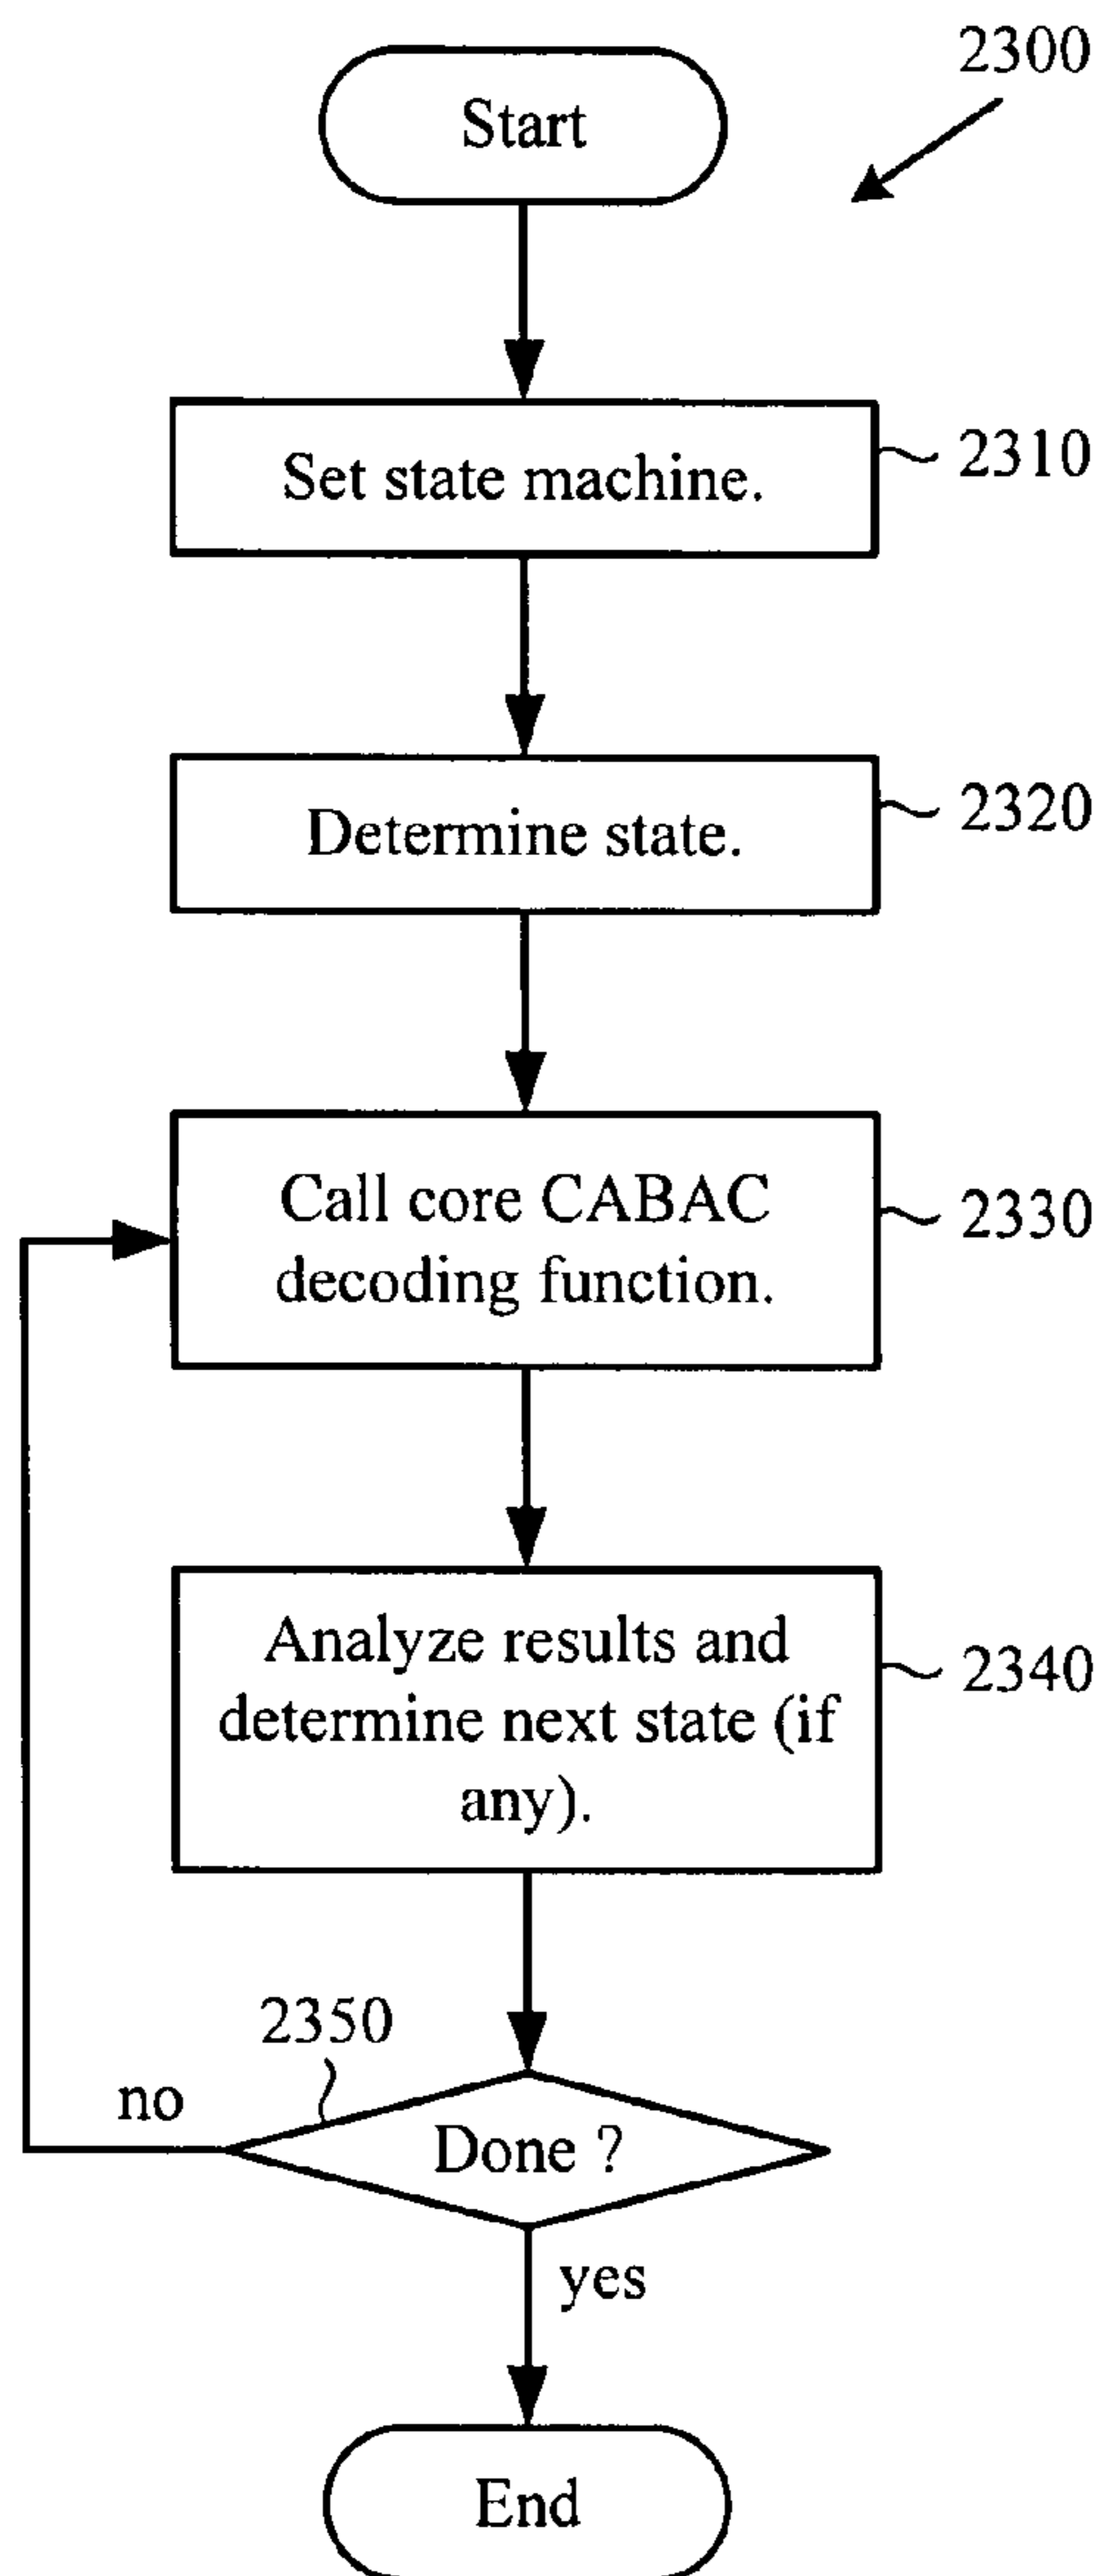 2300
Start
Set state machine.
2310
Determine state.
2320
Call core CABAC
decoding function.
2330
Analyze results and
determine next state (if
any).
2340
2350
no
Done ?
yes
End